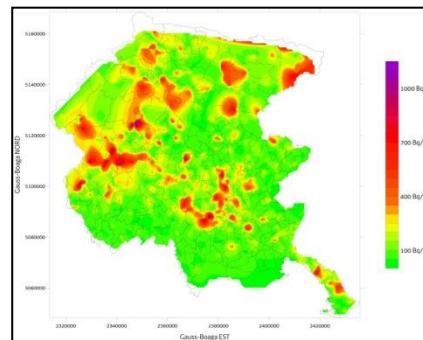 5160000
5140000
5120000
5100000
5080000
5060000
Gauss-Boaga NORD
2320000 2340000 2360000 2380000 2400000 2420000
Gauss-Boaga EST
1000 Bq/
700 Bq/
400 Bq/
100 Bq/